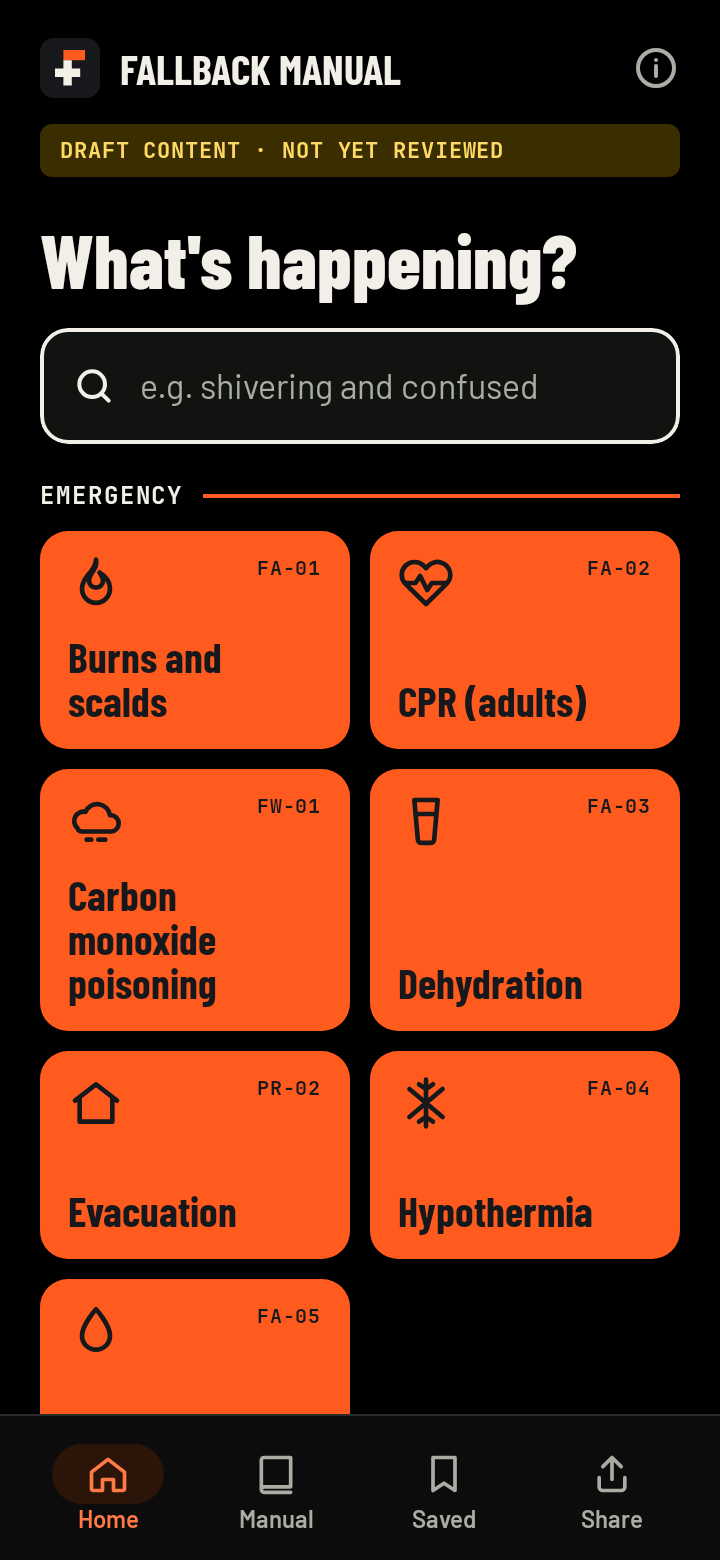 FALLBACK MANUAL
DRAFT CONTENT · NOT YET REVIEWED
What's happening?
e.g. shivering and confused
EMERGENCY
FA-01
Burns and
scalds
FA-02
CPR (adults)
FW-01
Carbon
monoxide
poisoning
FA-03
Dehydration
PR-02
Evacuation
FA-04
Hypothermia
FA-05
Home
Manual
Saved
Share